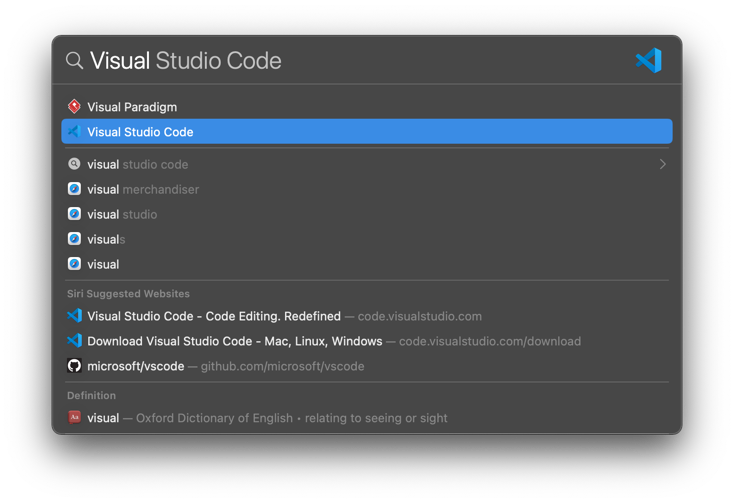 Visual Studio Code
Visual Paradigm
Visual Studio Code
visual studio code
visual merchandiser
visual studio
visuals
visual
Siri Suggested Websites
Visual Studio Code - Code Editing. Redefined — code.visualstudio.com
Download Visual Studio Code - Mac, Linux, Windows — code.visualstudio.com/download
microsoft/vscode — github.com/microsoft/vscode
Definition
Aa visual — Oxford Dictionary of English • relating to seeing or sight